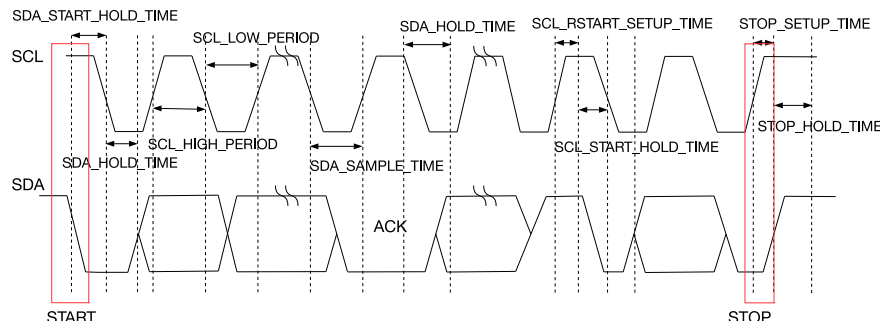 SDA_START_HOLD_TIME
SCL_LOW_PERIOD
SDA_HOLD_TIME
SCL_RSTART_SETUP_TIME
STOP_SETUP_TIME
SCL
SDA_HOLD_TIME
SCL_HIGH_PERIOD
SDA_SAMPLE_TIME
SCL_START_HOLD_TIME
STOP_HOLD_TIME
SDA
ACK
START
STOP